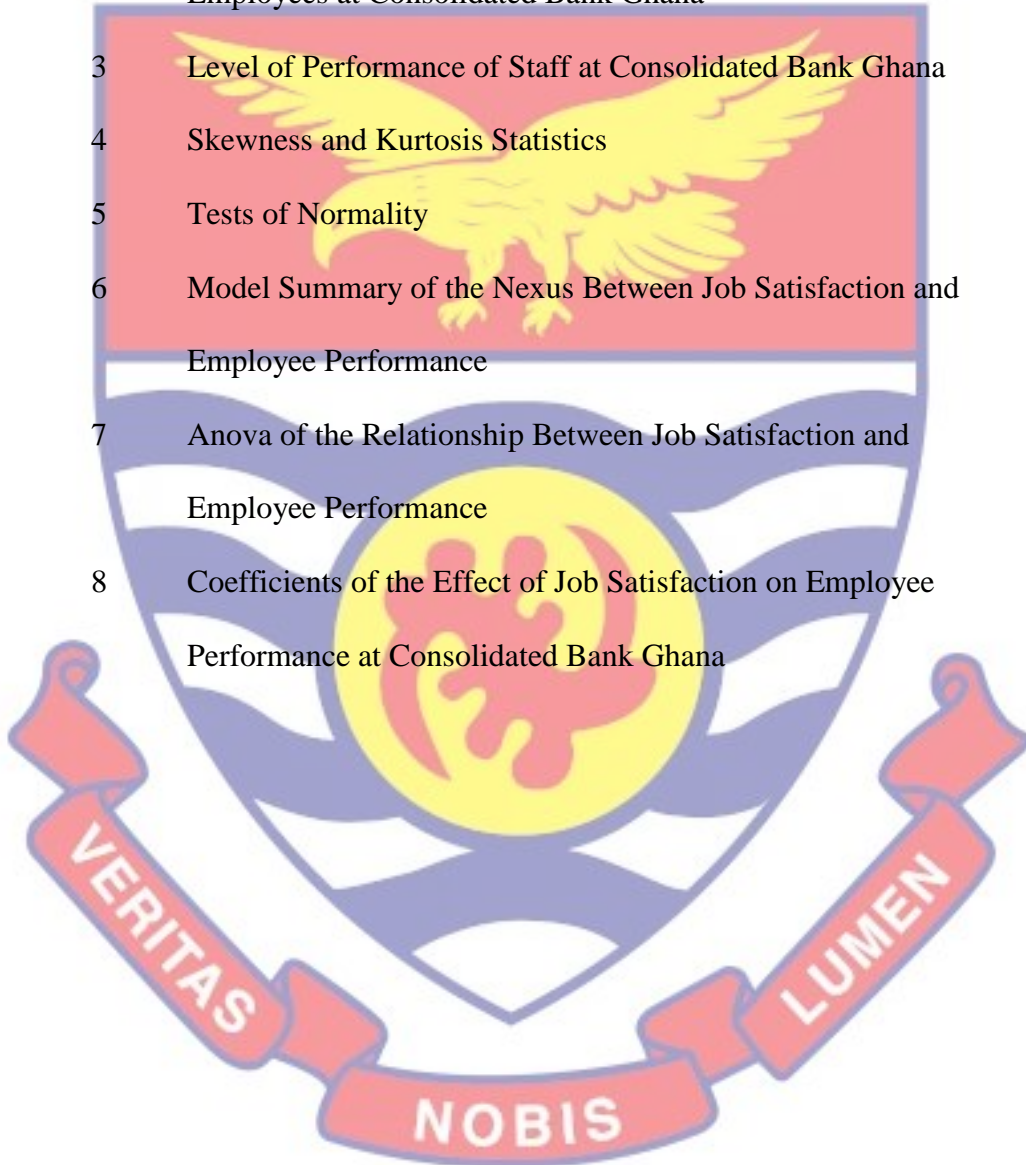 Employees at Consolidated Bank Ghana
3 Level of Performance of Staff at Consolidated Bank Ghana
4 Skewness and Kurtosis Statistics
5 Tests of Normality
6 Model Summary of the Nexus Between Job Satisfaction and
Employee Performance
7 Anova of the Relationship Between Job Satisfaction and
Employee Performance
8 Coefficients of the Effect of Job Satisfaction on Employee
Performance at Consolidated Bank Ghana
VERITAS
NOBIS
LUMEN